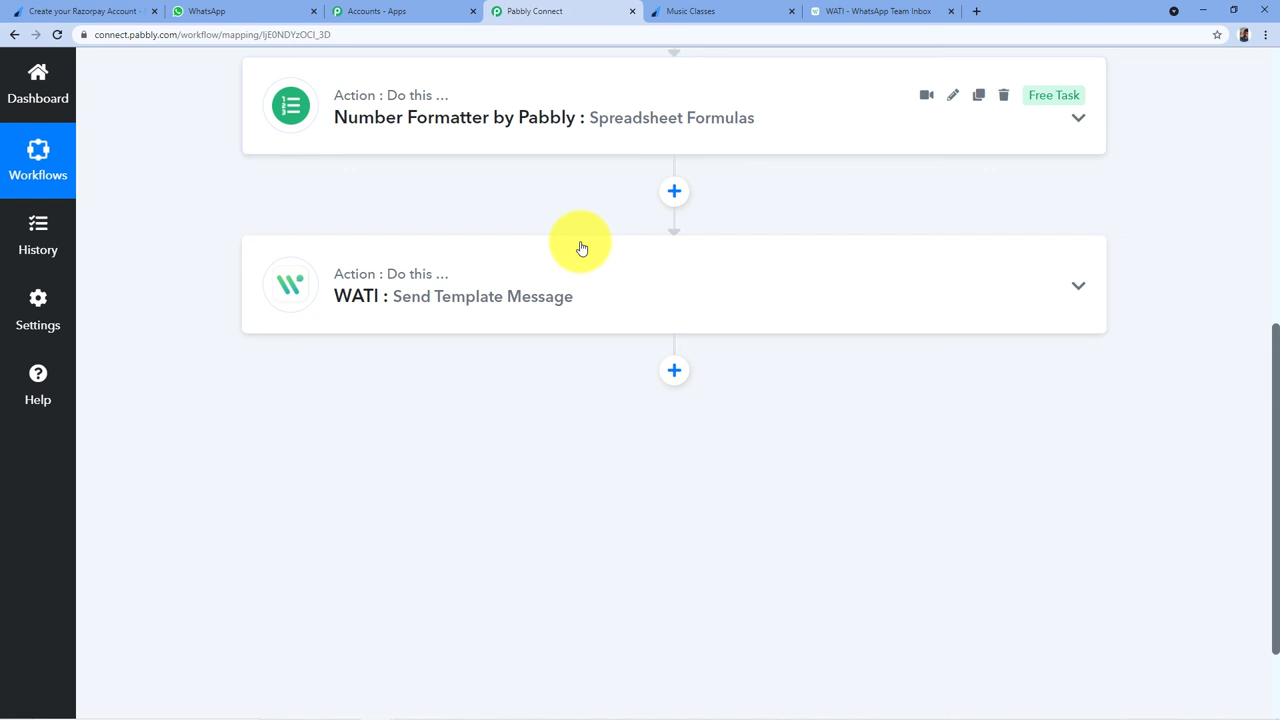 Create your Razorpay Account -
WhatsApp
Accounts - Apps
Pabbly Connect
Music Classes
WATI - WhatsApp Team Inbox
connect.pabbly.com/workflow/mapping/IjE0NDYzOCI_3D
Dashboard
Workflows
History
Settings
Help
Action : Do this ...
Number Formatter by Pabbly : Spreadsheet Formulas
Free Task
Action : Do this ...
WATI : Send Template Message